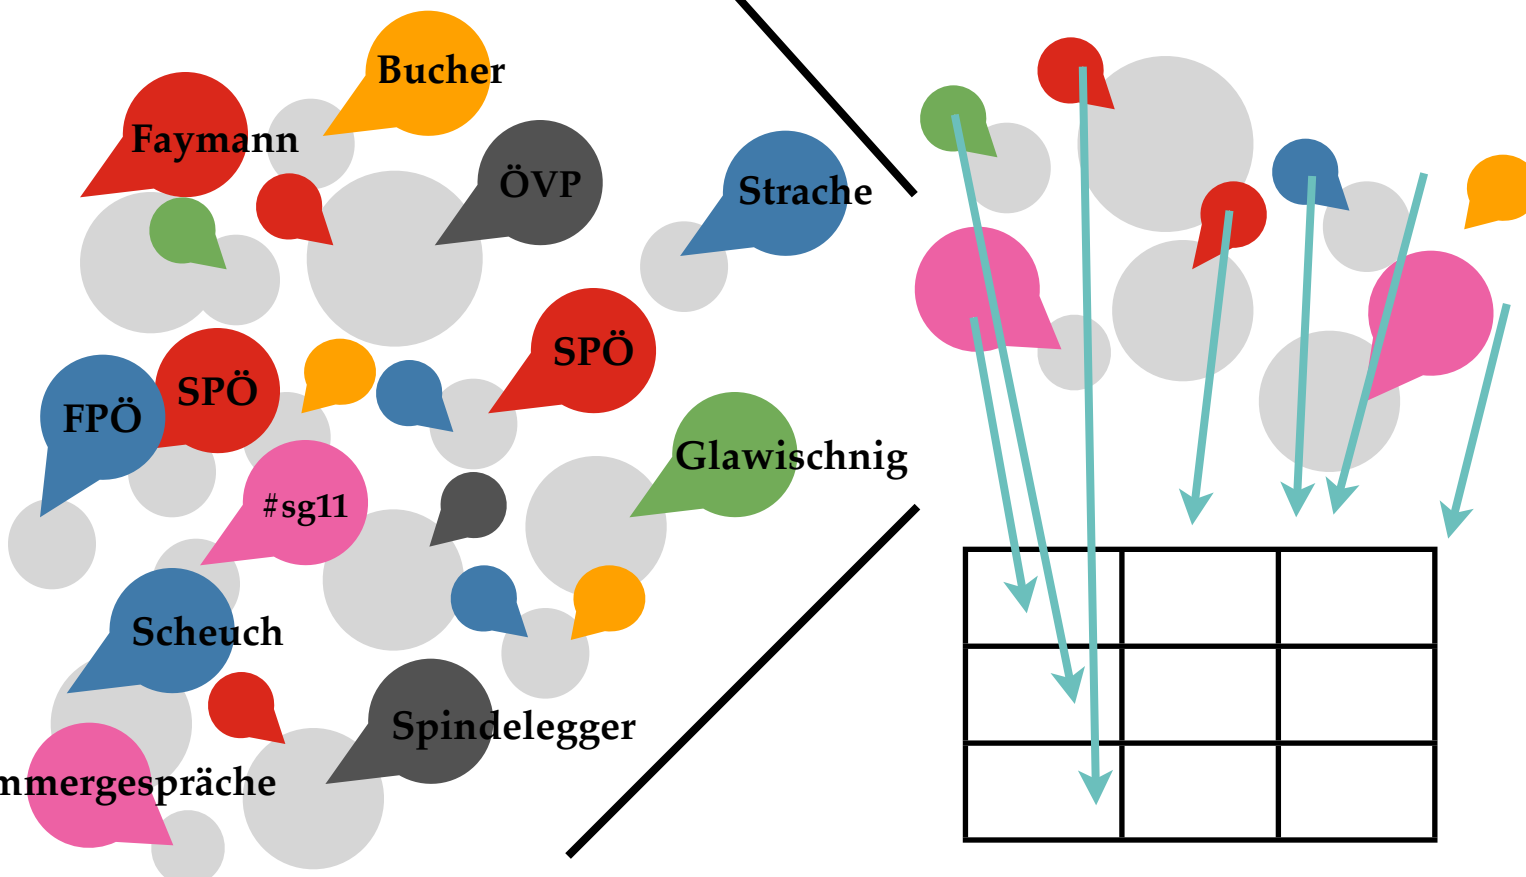 Bucher
Faymann
ÖVP
Strache
SPÖ
SPÖ
FPÖ
Glawischnig
#sg11
Scheuch
Spindelegger
mmergespräche